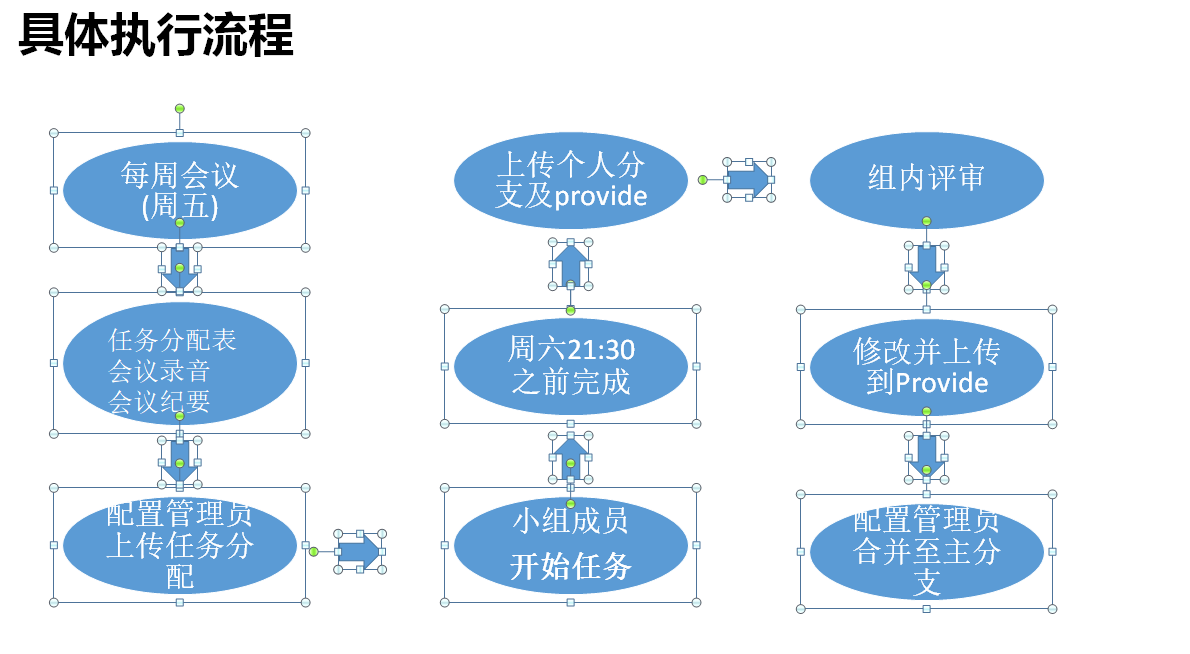 具体执行流程
每周会议
(周五)
任务分配表
会议录音
会议纪要
配置管理员
上传任务分
配
小组成员
开始任务
周六21:30
之前完成
上传个人分
支及provide
组内评审
修改并上传
到Provide
配置管理员
合并至主分
支